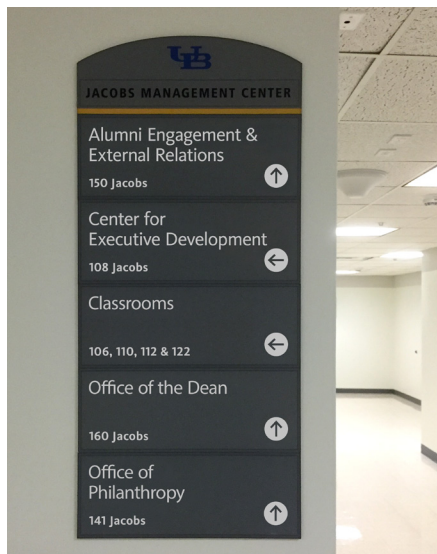 UB
JACOBS MANAGEMENT CENTER
Alumni Engagement &
External Relations
150 Jacobs
Center for
Executive Development
108 Jacobs
Classrooms
106, 110, 112 & 122
Office of the Dean
160 Jacobs
Office of
Philanthropy
141 Jacobs